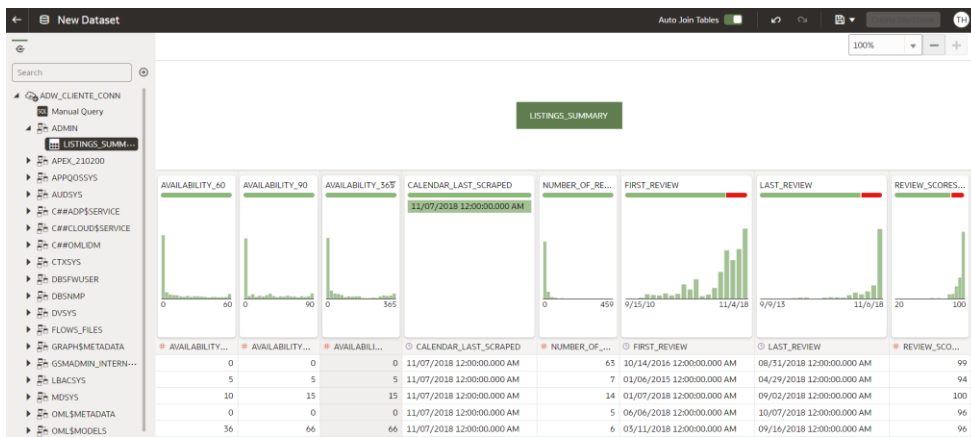 New Dataset
Auto Join Tables
TH
100%
Search
ADW_CLIENTE_CONN
SQL Manual Query
ADMIN
LISTINGS_SUMM...
APEX_210200
APPQOSSYS
AUDSYS
C##ADP$SERVICE
C##CLOUD$SERVICE
C##OMLIDM
CTXSYS
DBSFWUSER
DBSNMP
DVSYS
FLOWS_FILES
GRAPH$METADATA
GSMADMIN_INTERN...
LBACSYS
MDSYS
OML$METADATA
OML$MODELS
LISTINGS_SUMMARY
AVAILABILITY_60 AVAILABILITY_90 AVAILABILITY_365 CALENDAR_LAST_SCRAPED NUMBER_OF_RE... FIRST_REVIEW LAST_REVIEW REVIEW_SCORES...
11/07/2018 12:00:00.000 AM
0 60 0 90 0 365 0 459 9/15/10 11/4/18 9/9/13 11/6/18 20 100
# AVAILABILITY... # AVAILABILITY... # AVAILABILI... CALENDAR_LAST_SCRAPED # NUMBER_OF_... FIRST_REVIEW LAST_REVIEW # REVIEW_SCO...
0 0 0 11/07/2018 12:00:00.000 AM 63 10/14/2016 12:00:00.000 AM 08/31/2018 12:00:00.000 AM 99
5 5 5 11/07/2018 12:00:00.000 AM 7 01/06/2015 12:00:00.000 AM 04/29/2018 12:00:00.000 AM 94
10 15 15 11/07/2018 12:00:00.000 AM 14 01/07/2018 12:00:00.000 AM 09/02/2018 12:00:00.000 AM 100
0 0 0 11/07/2018 12:00:00.000 AM 5 06/06/2018 12:00:00.000 AM 10/07/2018 12:00:00.000 AM 96
36 66 66 11/07/2018 12:00:00.000 AM 6 03/11/2018 12:00:00.000 AM 09/16/2018 12:00:00.000 AM 96